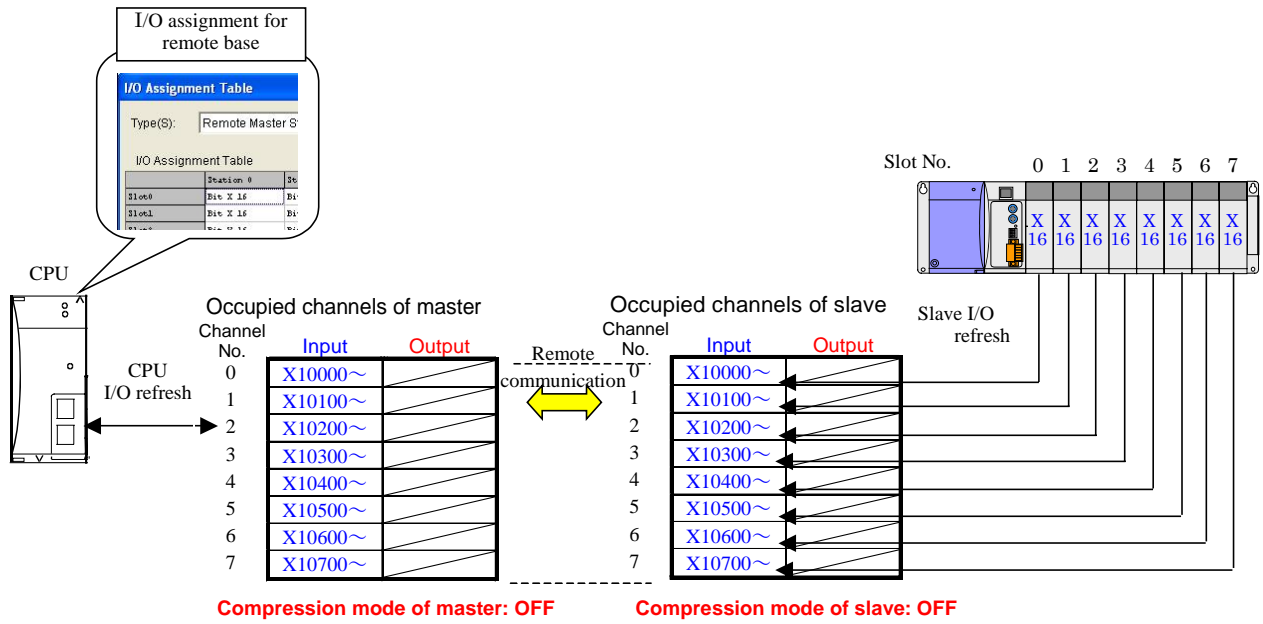 I/O assignment for
remote base
I/O Assignment Table
Type(S):
Remote Master S
I/O Assignment Table
Station 0
St
Slot0
Bit X 16
Bi
Slot1
Bit X 16
Bi
CPU
CPU
I/O refresh
Occupied channels of master
Channel
No.
Input
Output
0
X10000～
1
X10100～
2
X10200～
3
X10300～
4
X10400～
5
X10500～
6
X10600～
7
X10700～
Compression mode of master: OFF
Remote
communication
Occupied channels of slave
Channel
No.
Input
Output
0
X10000～
1
X10100～
2
X10200～
3
X10300～
4
X10400～
5
X10500～
6
X10600～
7
X10700～
Compression mode of slave: OFF
Slot No.
0 1 2 3 4 5 6 7
X X X X X X X X
16 16 16 16 16 16 16 16
Slave I/O
refresh